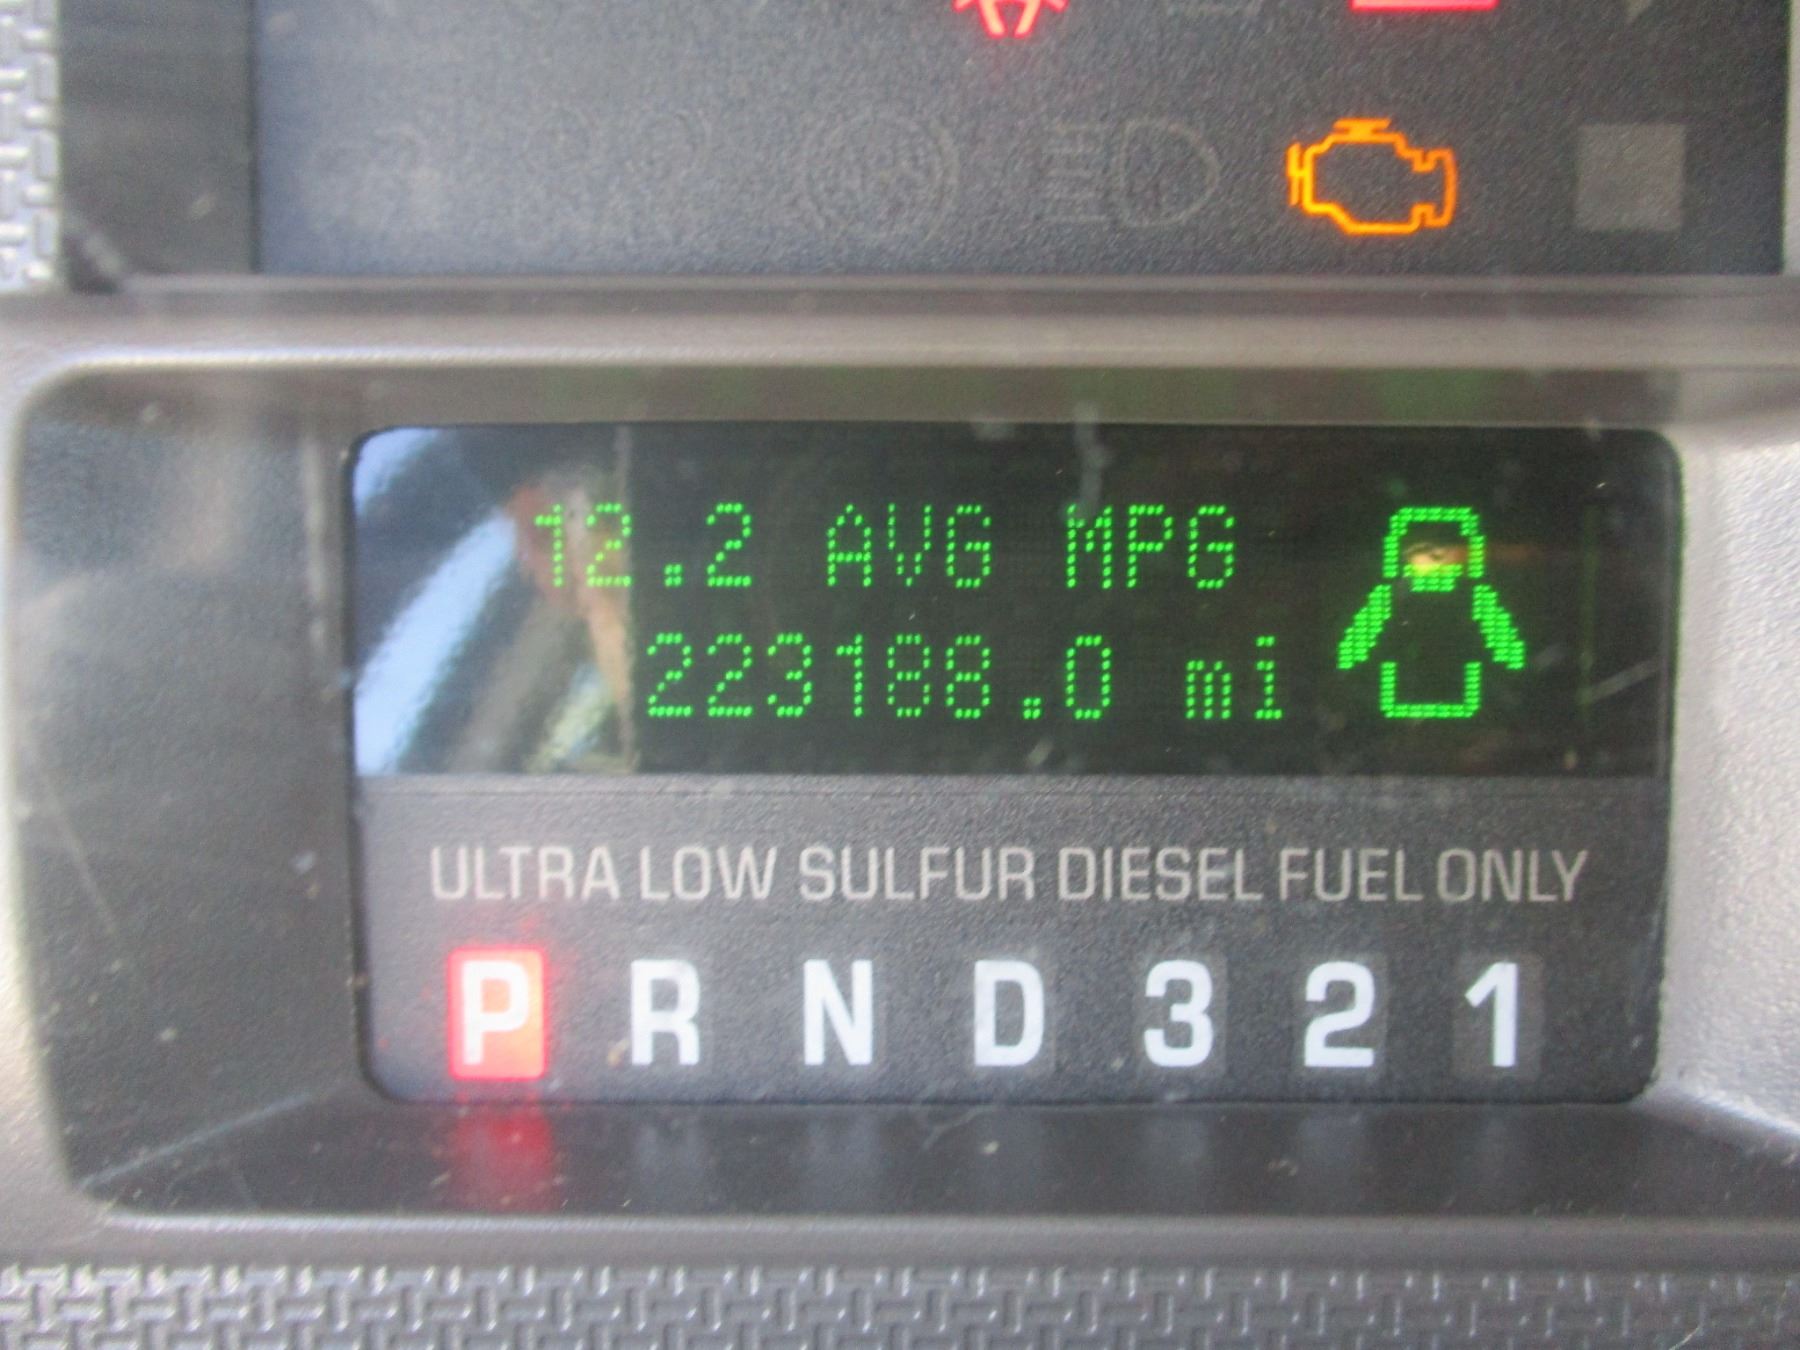 12.2 AVG MPG
223188.0 mi
ULTRA LOW SULFUR DIESEL FUEL ONLY
P R N D 3 2 1